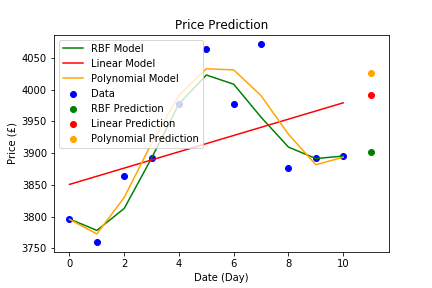 Price Prediction
RBF Model
Linear Model
Polynomial Model
Data
RBF Prediction
Linear Prediction
Polynomial Prediction
Price (£)
4050
4000
3950
3900
3850
3800
3750
0 2 4 6 8 10
Date (Day)